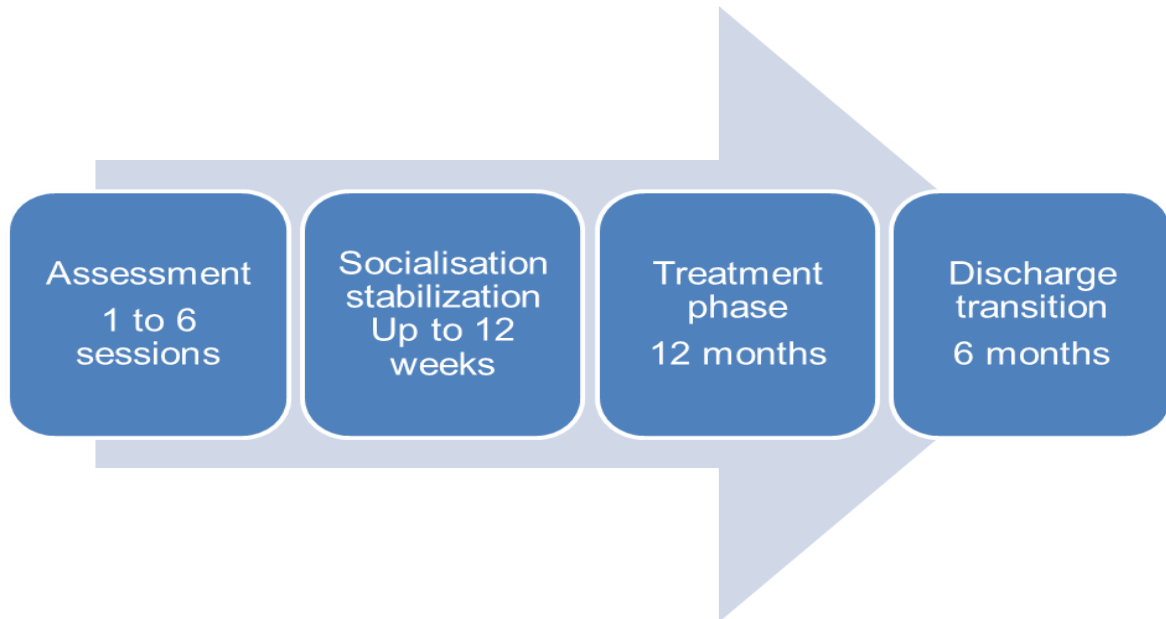 Assessment
1 to 6
sessions
Socialisation
stabilization
Up to 12
weeks
Treatment
phase
12 months
Discharge
transition
6 months